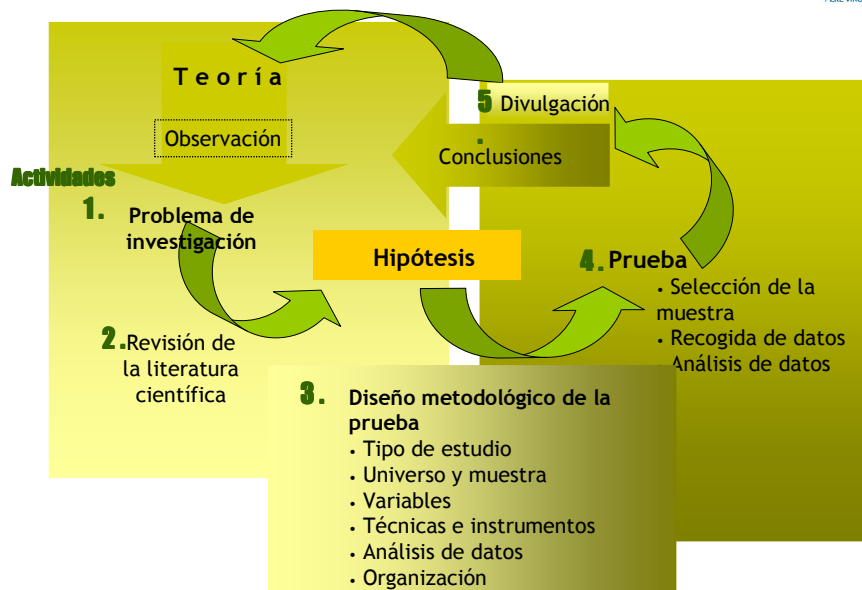 Teoría
Observación
Actividades
1. Problema de
investigación
2. Revisión de
la literatura
científica
Hipótesis
3. Diseño metodológico de la
prueba
• Tipo de estudio
• Universo y muestra
• Variables
• Técnicas e instrumentos
• Análisis de datos
• Organización
4. Prueba
• Selección de la
muestra
• Recogida de datos
• Análisis de datos
5. Divulgación
Conclusiones